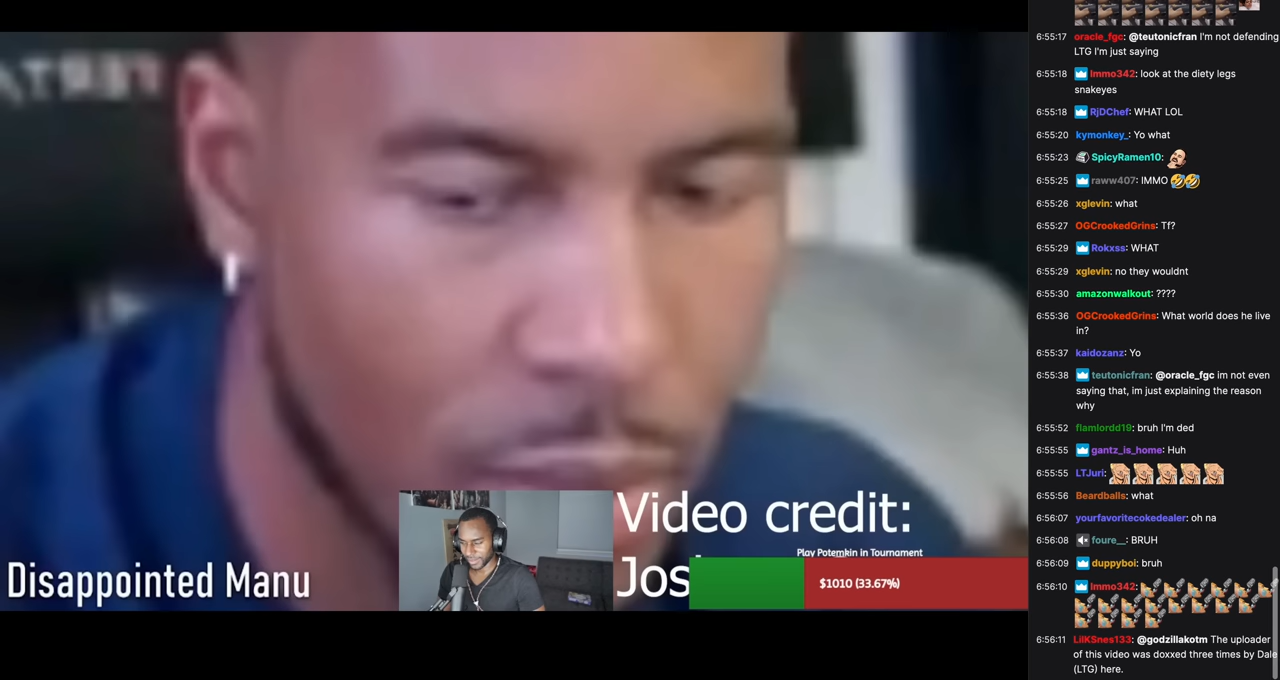 Video credit:
Play Potemkin in Tournament
Disappointed Manu
Jos
$1010 (33.67%)
6:55:17 oracle_fgc: @teutonicfran I'm not defending
LTG I'm just saying
6:55:18 Immo342: look at the diety legs
snakeyes
6:55:18 RjDChef: WHAT LOL
6:55:20 kymonkey_: Yo what
6:55:23 SpicyRamen10:
6:55:25 raww407: IMMO 🤣🤣
6:55:26 xglevin: what
6:55:27 OGCrookedGrins: Tf?
6:55:29 Rokxss: WHAT
6:55:29 xglevin: no they wouldnt
6:55:30 amazonwalkout: ????
6:55:36 OGCrookedGrins: What world does he live
in?
6:55:37 kaidozanz: Yo
6:55:38 teutonicfran: @oracle_fgc im not even
saying that, im just explaining the reason
why
6:55:52 flamlordd19: bruh I'm ded
6:55:55 gantz_is_home: Huh
6:55:55 LTJuri:
6:55:56 Beardballs: what
6:56:07 yourfavoritecokedealer: oh na
6:56:08 foure__: BRUH
6:56:09 duppyboi: bruh
6:56:10 Immo342:
6:56:11 LilKSnes133: @godzillakotm The uploader
of this video was doxxed three times by Dale
(LTG) here.